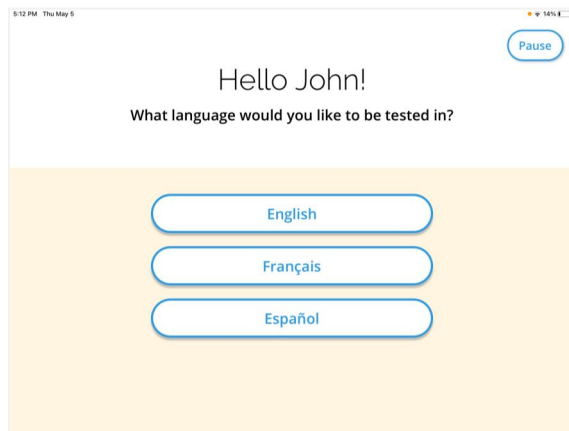 5:12 PM Thu May 5
14%
Pause
Hello John!
What language would you like to be tested in?
English
Français
Español